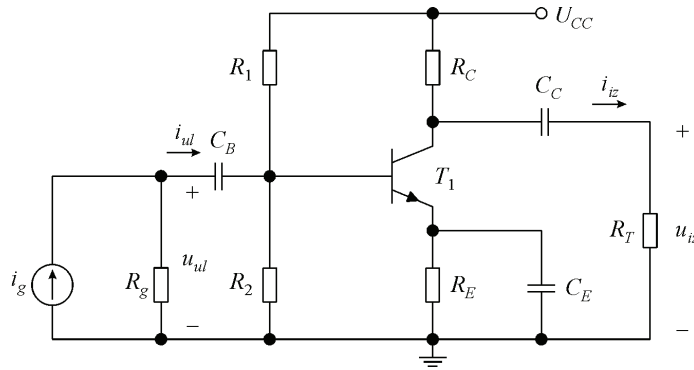 U_CC
R_1
R_C
C_C
i_iz
i_ul
C_B
+
T_1
+
i_g
R_g
u_ul
R_2
R_E
C_E
R_T
u_iz
−
−